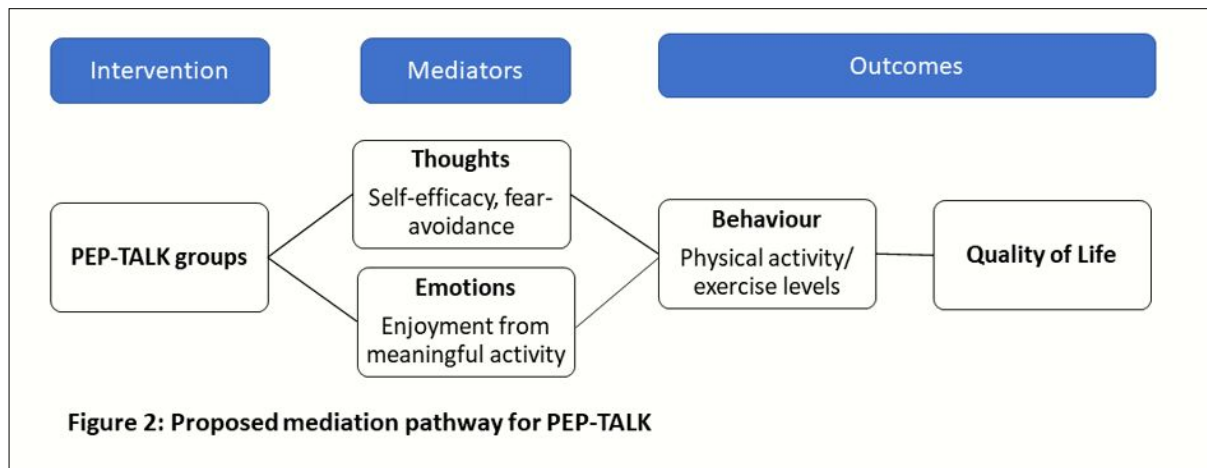 Intervention
Mediators
Outcomes
PEP-TALK groups
Thoughts
Self-efficacy, fear-
avoidance
Emotions
Enjoyment from
meaningful activity
Behaviour
Physical activity/
exercise levels
Quality of Life
Figure 2: Proposed mediation pathway for PEP-TALK